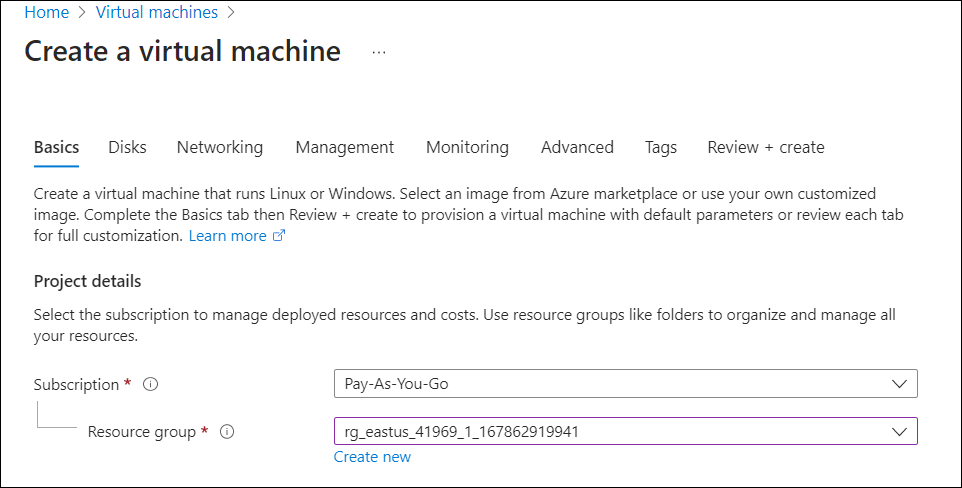 Home > Virtual machines >
Create a virtual machine ...
Basics Disks Networking Management Monitoring Advanced Tags Review + create
Create a virtual machine that runs Linux or Windows. Select an image from Azure marketplace or use your own customized
image. Complete the Basics tab then Review + create to provision a virtual machine with default parameters or review each tab
for full customization. Learn more
Project details
Select the subscription to manage deployed resources and costs. Use resource groups like folders to organize and manage all
your resources.
Subscription * Pay-As-You-Go
Resource group * rg_eastus_41969_1_167862919941
Create new